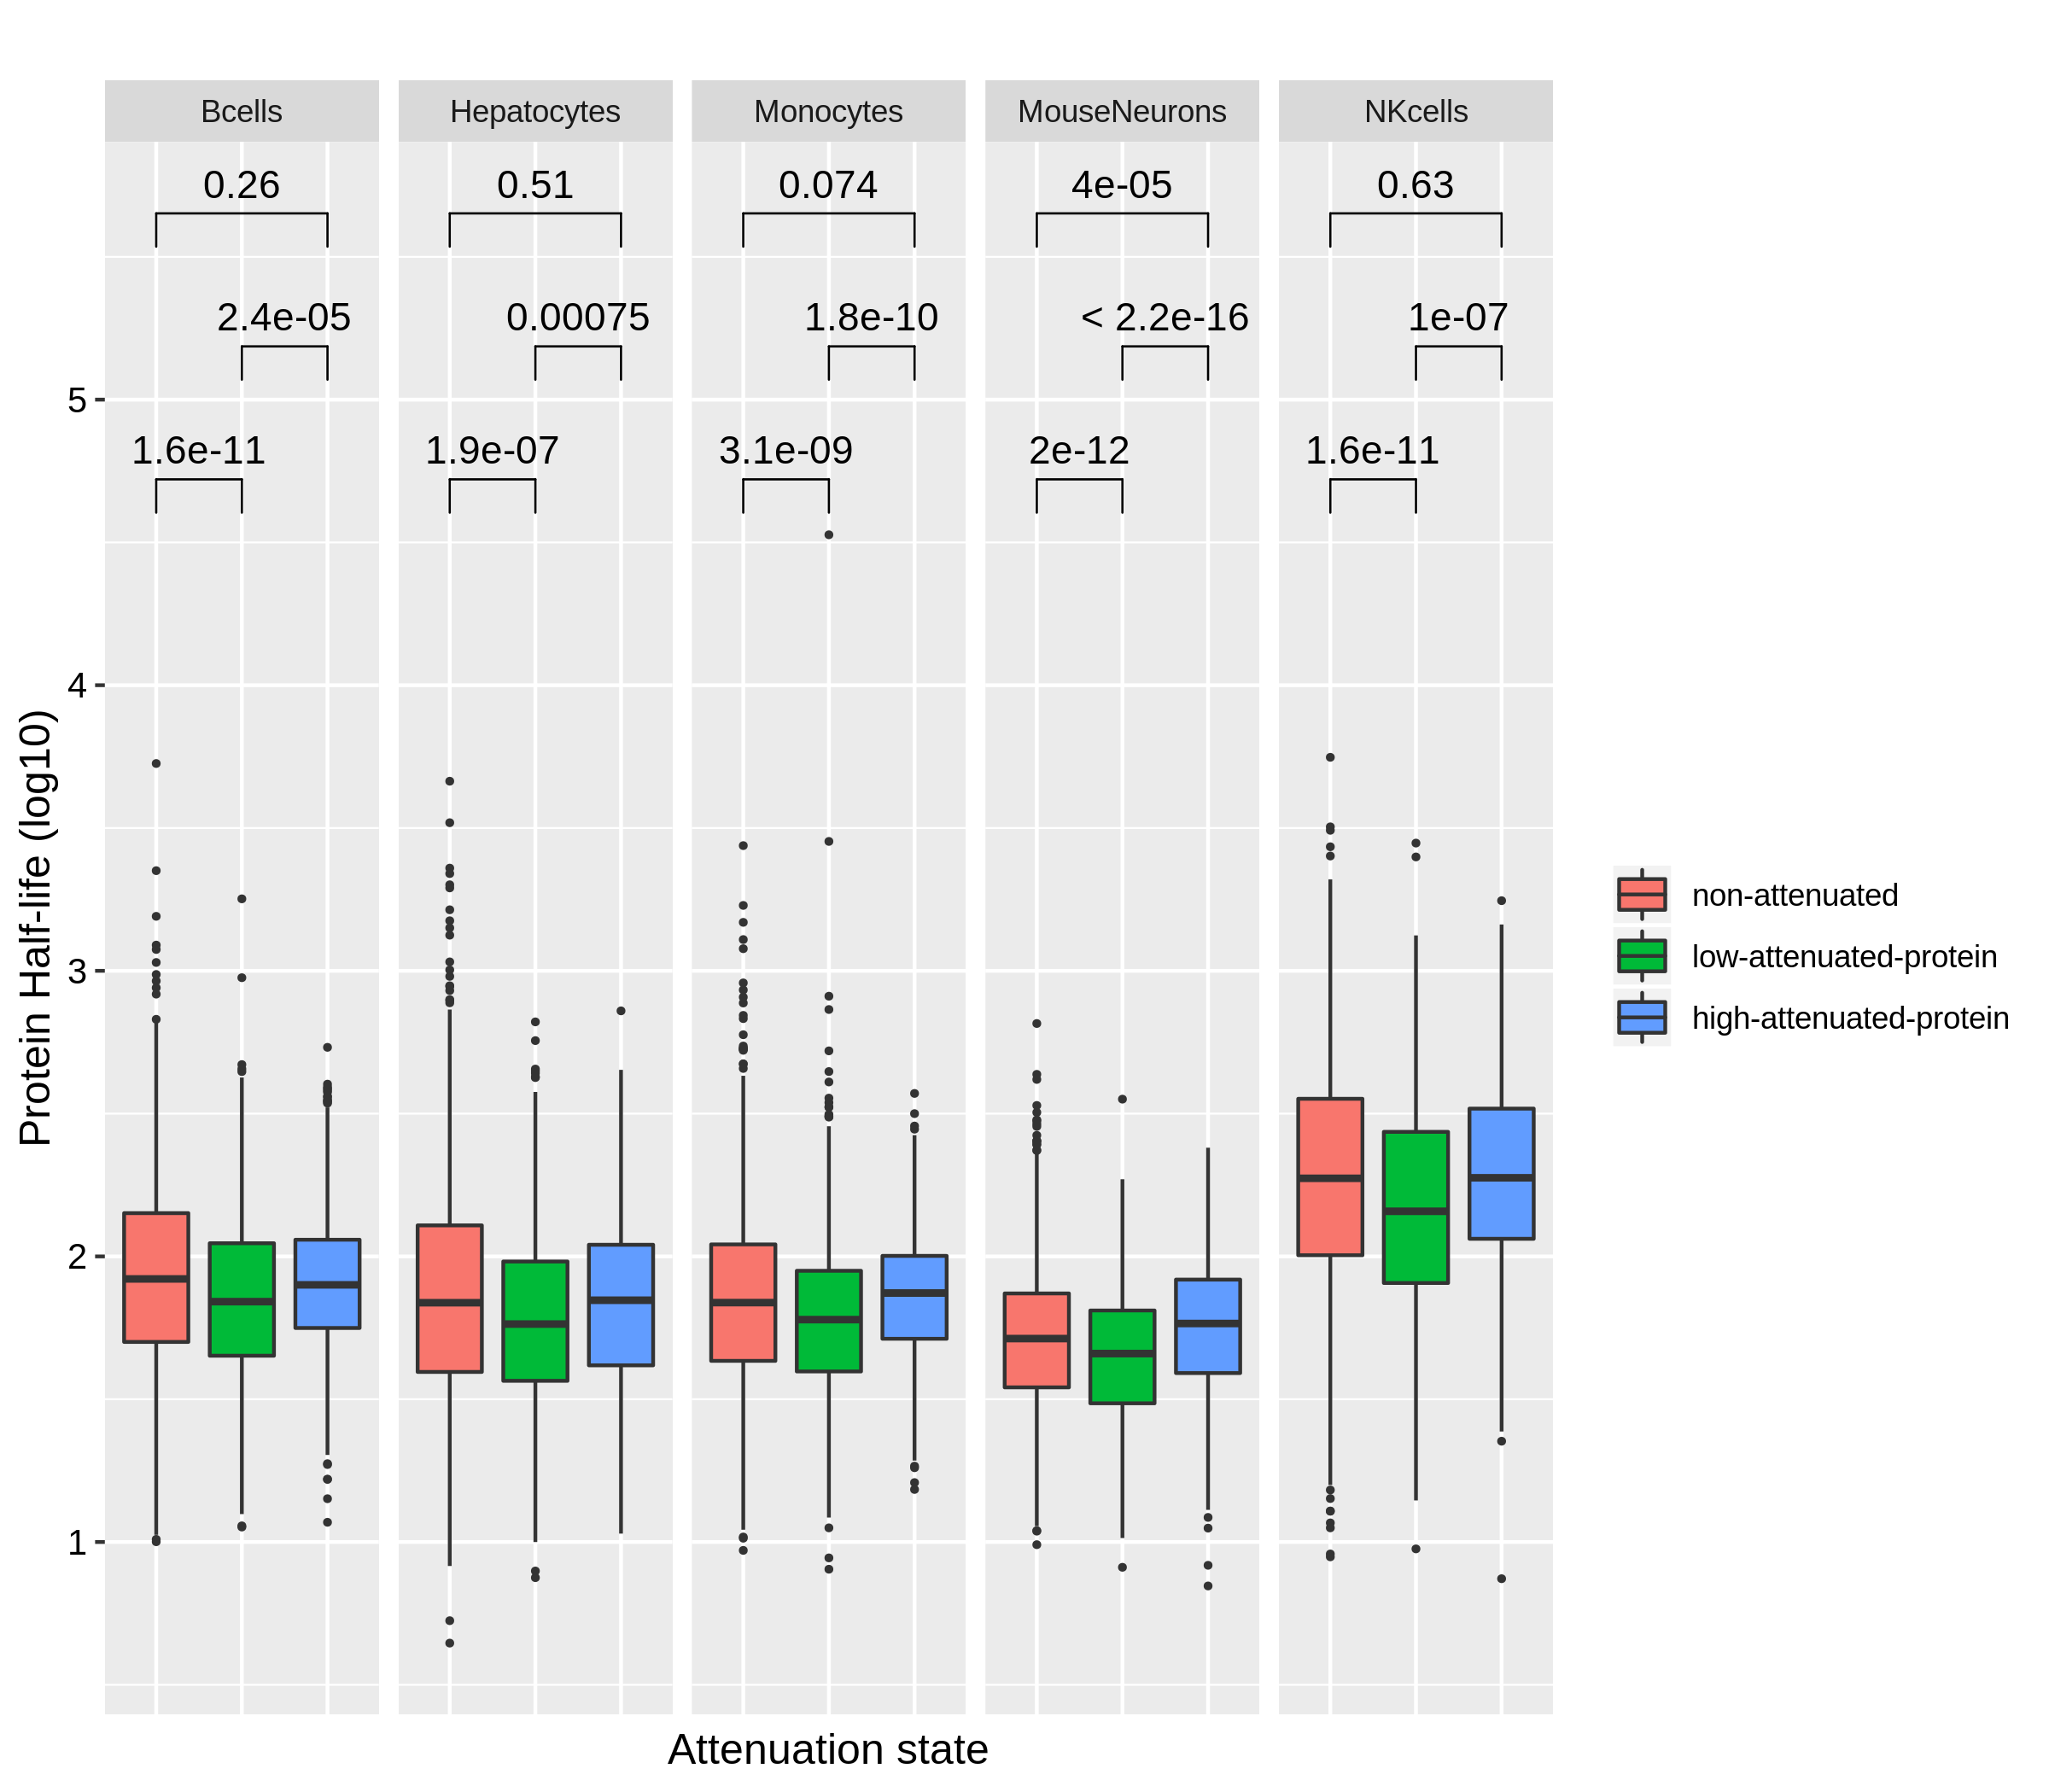 Bcells Hepatocytes Monocytes MouseNeurons NKcells
0.26 0.51 0.074 4e-05 0.63
2.4e-05 0.00075 1.8e-10 < 2.2e-16 1e-07
5
1.6e-11 1.9e-07 3.1e-09 2e-12 1.6e-11
4
3
2
1
Protein Half-life (log10)
Attenuation state
non-attenuated
low-attenuated-protein
high-attenuated-protein